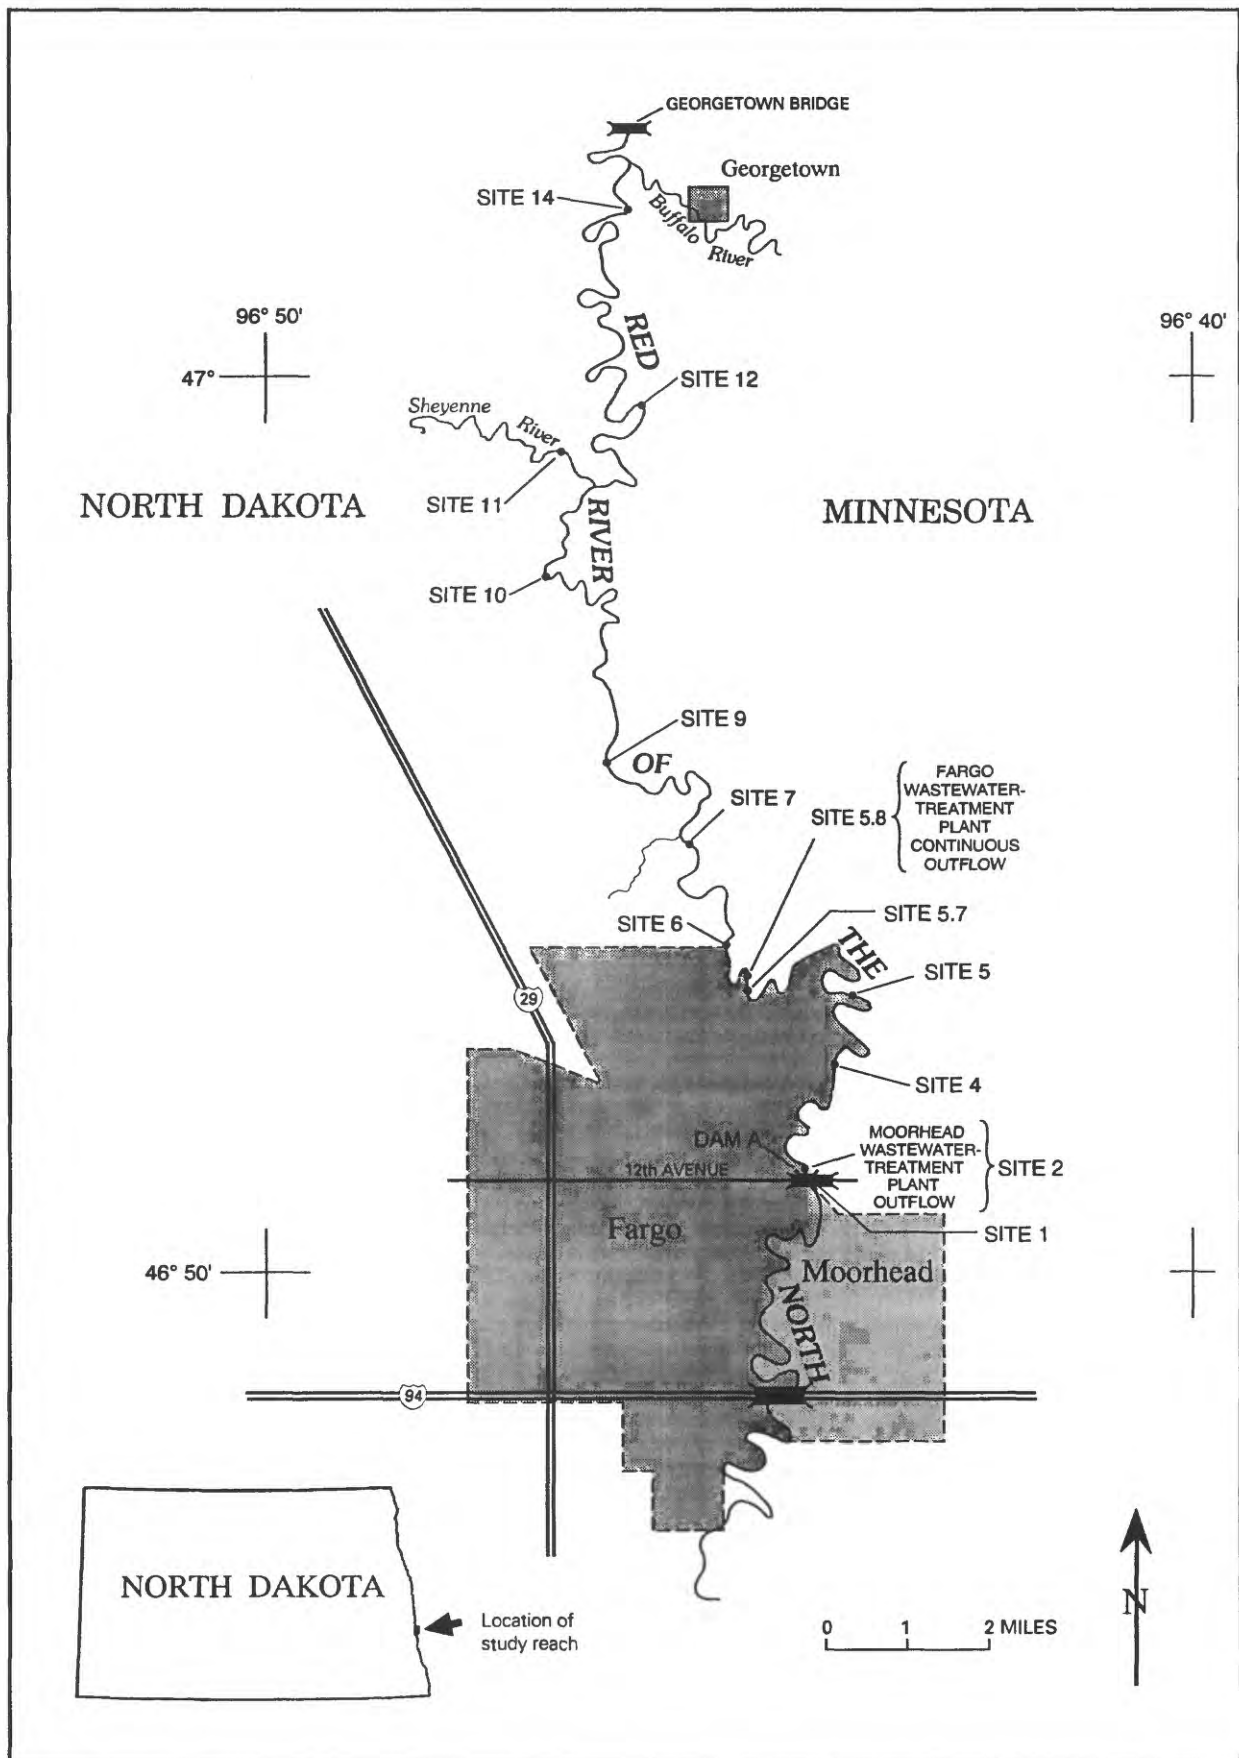 GEORGETOWN BRIDGE
Georgetown
SITE 14
Buffalo
River
96° 50'
96° 40'
47°
RED
SITE 12
Sheyenne
River
SITE 11
NORTH DAKOTA
RIVER
MINNESOTA
SITE 10
SITE 9
OF
SITE 7
SITE 5.8
FARGO
WASTEWATER-
TREATMENT
PLANT
CONTINUOUS
OUTFLOW
SITE 6
SITE 5.7
THE
SITE 5
29
SITE 4
DAM A
MOORHEAD
WASTEWATER-
TREATMENT
PLANT
OUTFLOW
SITE 2
12th AVENUE
Fargo
SITE 1
46° 50'
Moorhead
NORTH
94
NORTH DAKOTA
Location of
study reach
0 1 2 MILES
N